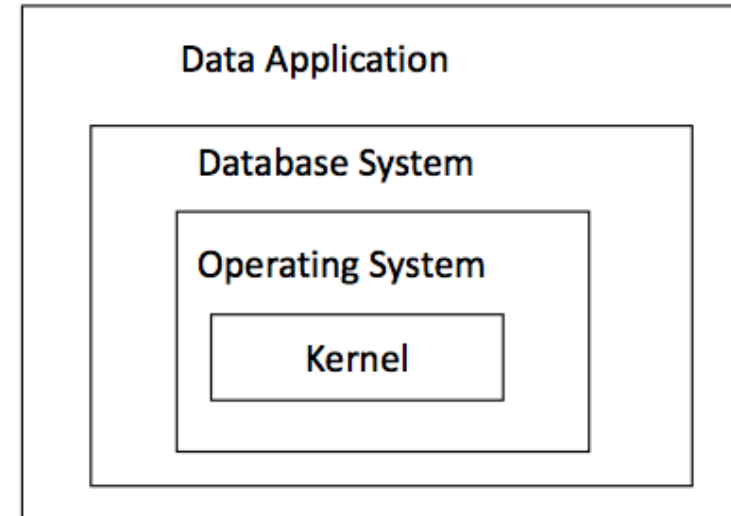 Data Application
Database System
Operating System
Kernel